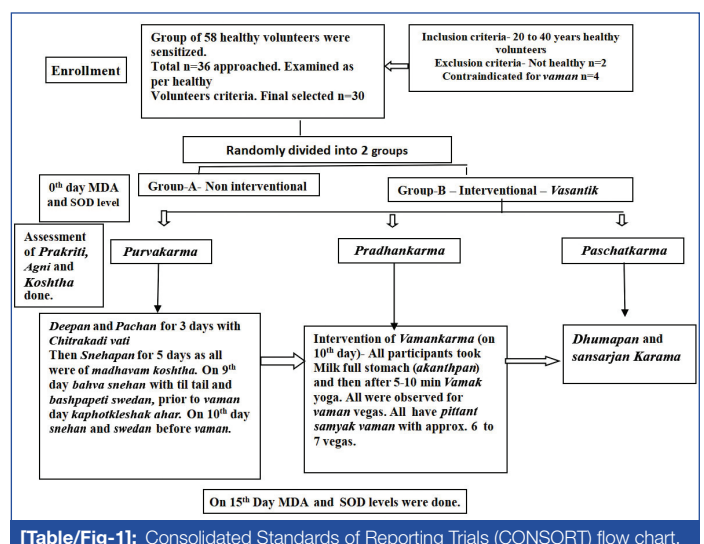 Group of 58 healthy volunteers were
sensitized.
Total n=36 approached. Examined as
per healthy
Volunteers criteria. Final selected n=30
Inclusion criteria- 20 to 40 years healthy
volunteers
Exclusion criteria- Not healthy n=2
Contraindicated for vaman n=4
Enrollment
Randomly divided into 2 groups
0th day MDA
and SOD level
Group-A- Non interventional
Group-B – Interventional – Vasantik
Assessment
of Prakriti,
Agni and
Koshtha
done.
Purvakarma
Pradhankarma
Paschatkarma
Deepan and Pachan for 3 days with
Chitrakadi vati
Then Snehapan for 5 days as all
were of madhavam koshtha. On 9th
day bahva snehan with til tail and
bashpapeti swedan, prior to vaman
day kaphotkleshak ahar. On 10th day
snehan and swedan before vaman.
Intervention of Vamankarma (on
10th day)- All participants took
Milk full stomach (akanthpan)
and then after 5-10 min Vamak
yoga. All were observed for
vaman vegas. All have pittant
samyak vaman with approx. 6 to
7 vegas.
Dhumapan and
sansarjan Karama
On 15th Day MDA and SOD levels were done.
[Table/Fig-1]: Consolidated Standards of Reporting Trials (CONSORT) flow chart.